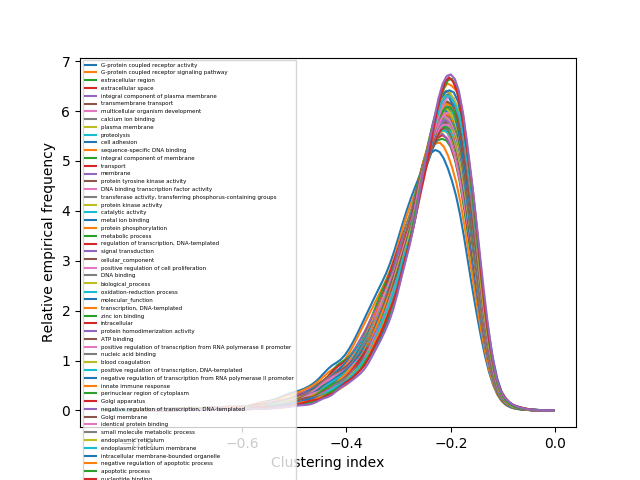 7
6
5
4
3
2
1
0
Relative empirical frequency
G-protein coupled receptor activity
G-protein coupled receptor signaling pathway
extracellular region
extracellular space
integral component of plasma membrane
transmembrane transport
multicellular organism development
calcium ion binding
plasma membrane
proteolysis
cell adhesion
sequence-specific DNA binding
integral component of membrane
transport
membrane
protein tyrosine kinase activity
DNA binding transcription factor activity
transferase activity, transferring phosphorus-containing groups
protein kinase activity
catalytic activity
metal ion binding
protein phosphorylation
metabolic process
regulation of transcription, DNA-templated
signal transduction
cellular_component
positive regulation of cell proliferation
DNA binding
biological_process
oxidation-reduction process
molecular_function
transcription, DNA-templated
zinc ion binding
intracellular
protein homodimerization activity
ATP binding
positive regulation of transcription from RNA polymerase II promoter
nucleic acid binding
blood coagulation
positive regulation of transcription, DNA-templated
negative regulation of transcription from RNA polymerase II promoter
innate immune response
perinuclear region of cytoplasm
Golgi apparatus
negative regulation of transcription, DNA-templated
Golgi membrane
identical protein binding
small molecule metabolic process
endoplasmic reticulum
endoplasmic reticulum membrane
intracellular membrane-bounded organelle
negative regulation of apoptotic process
apoptotic process
nucleotide binding
−0.8 −0.6 −0.4 −0.2 0.0
Clustering index